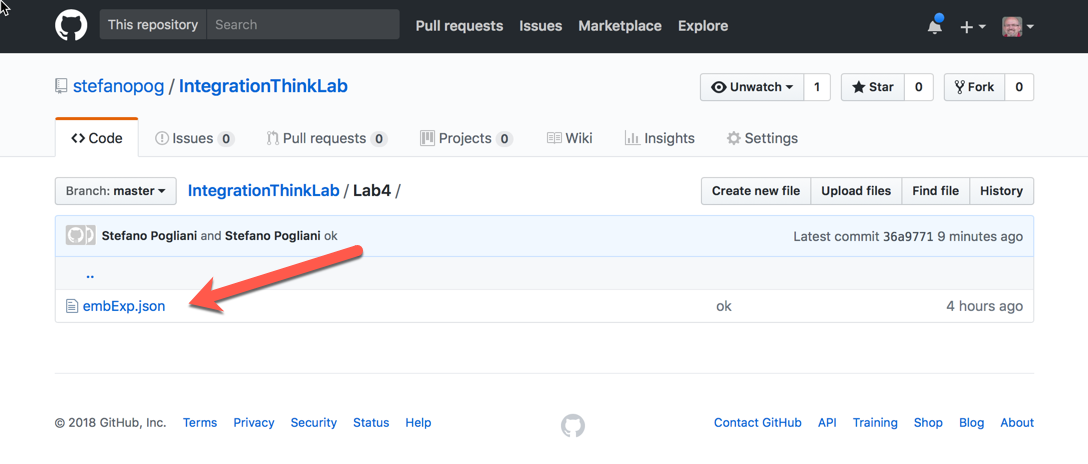 This repository Search Pull requests Issues Marketplace Explore
stefanopog / IntegrationThinkLab Unwatch 1 Star 0 Fork 0
Code Issues 0 Pull requests 0 Projects 0 Wiki Insights Settings
Branch: master IntegrationThinkLab / Lab4 / Create new file Upload files Find file History
Stefano Pogliani and Stefano Pogliani ok Latest commit 36a9771 9 minutes ago
..
embExp.json ok 4 hours ago
© 2018 GitHub, Inc. Terms Privacy Security Status Help Contact GitHub API Training Shop Blog About